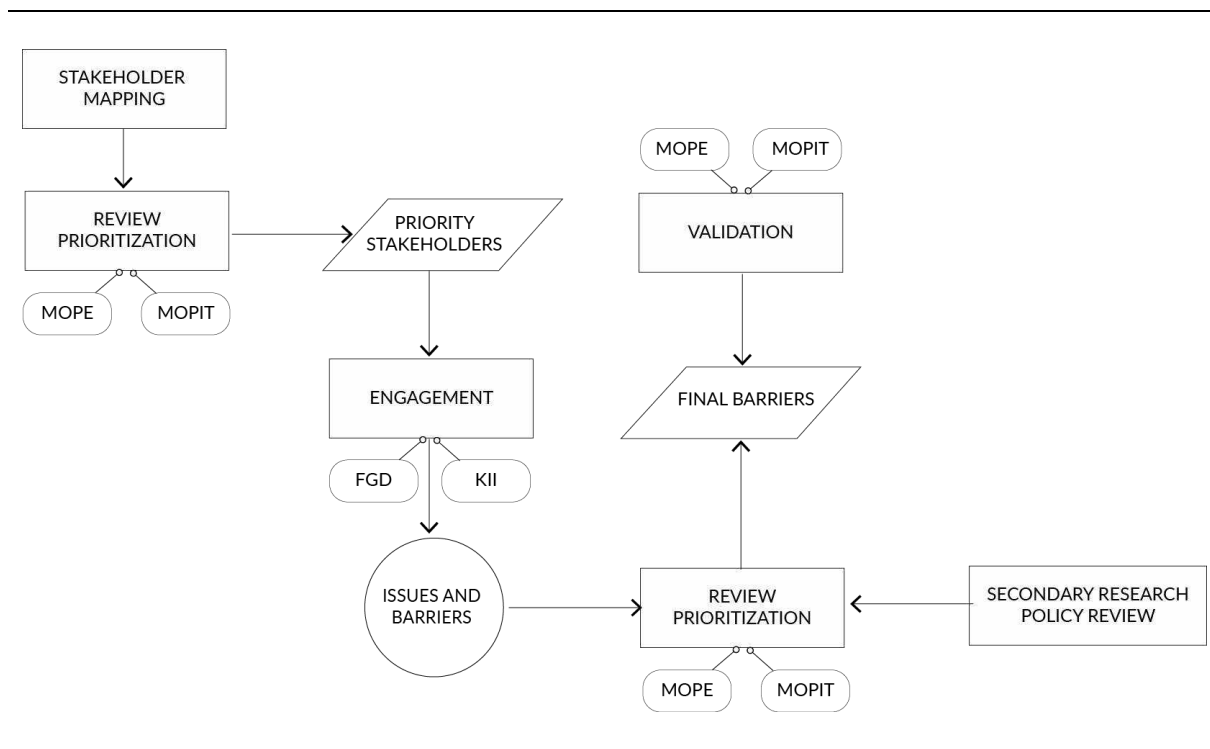 STAKEHOLDER
MAPPING
REVIEW
PRIORITIZATION
MOPE
MOPIT
PRIORITY
STAKEHOLDERS
ENGAGEMENT
FGD
KII
ISSUES AND
BARRIERS
MOPE
MOPIT
VALIDATION
FINAL BARRIERS
REVIEW
PRIORITIZATION
MOPE
MOPIT
SECONDARY RESEARCH
POLICY REVIEW